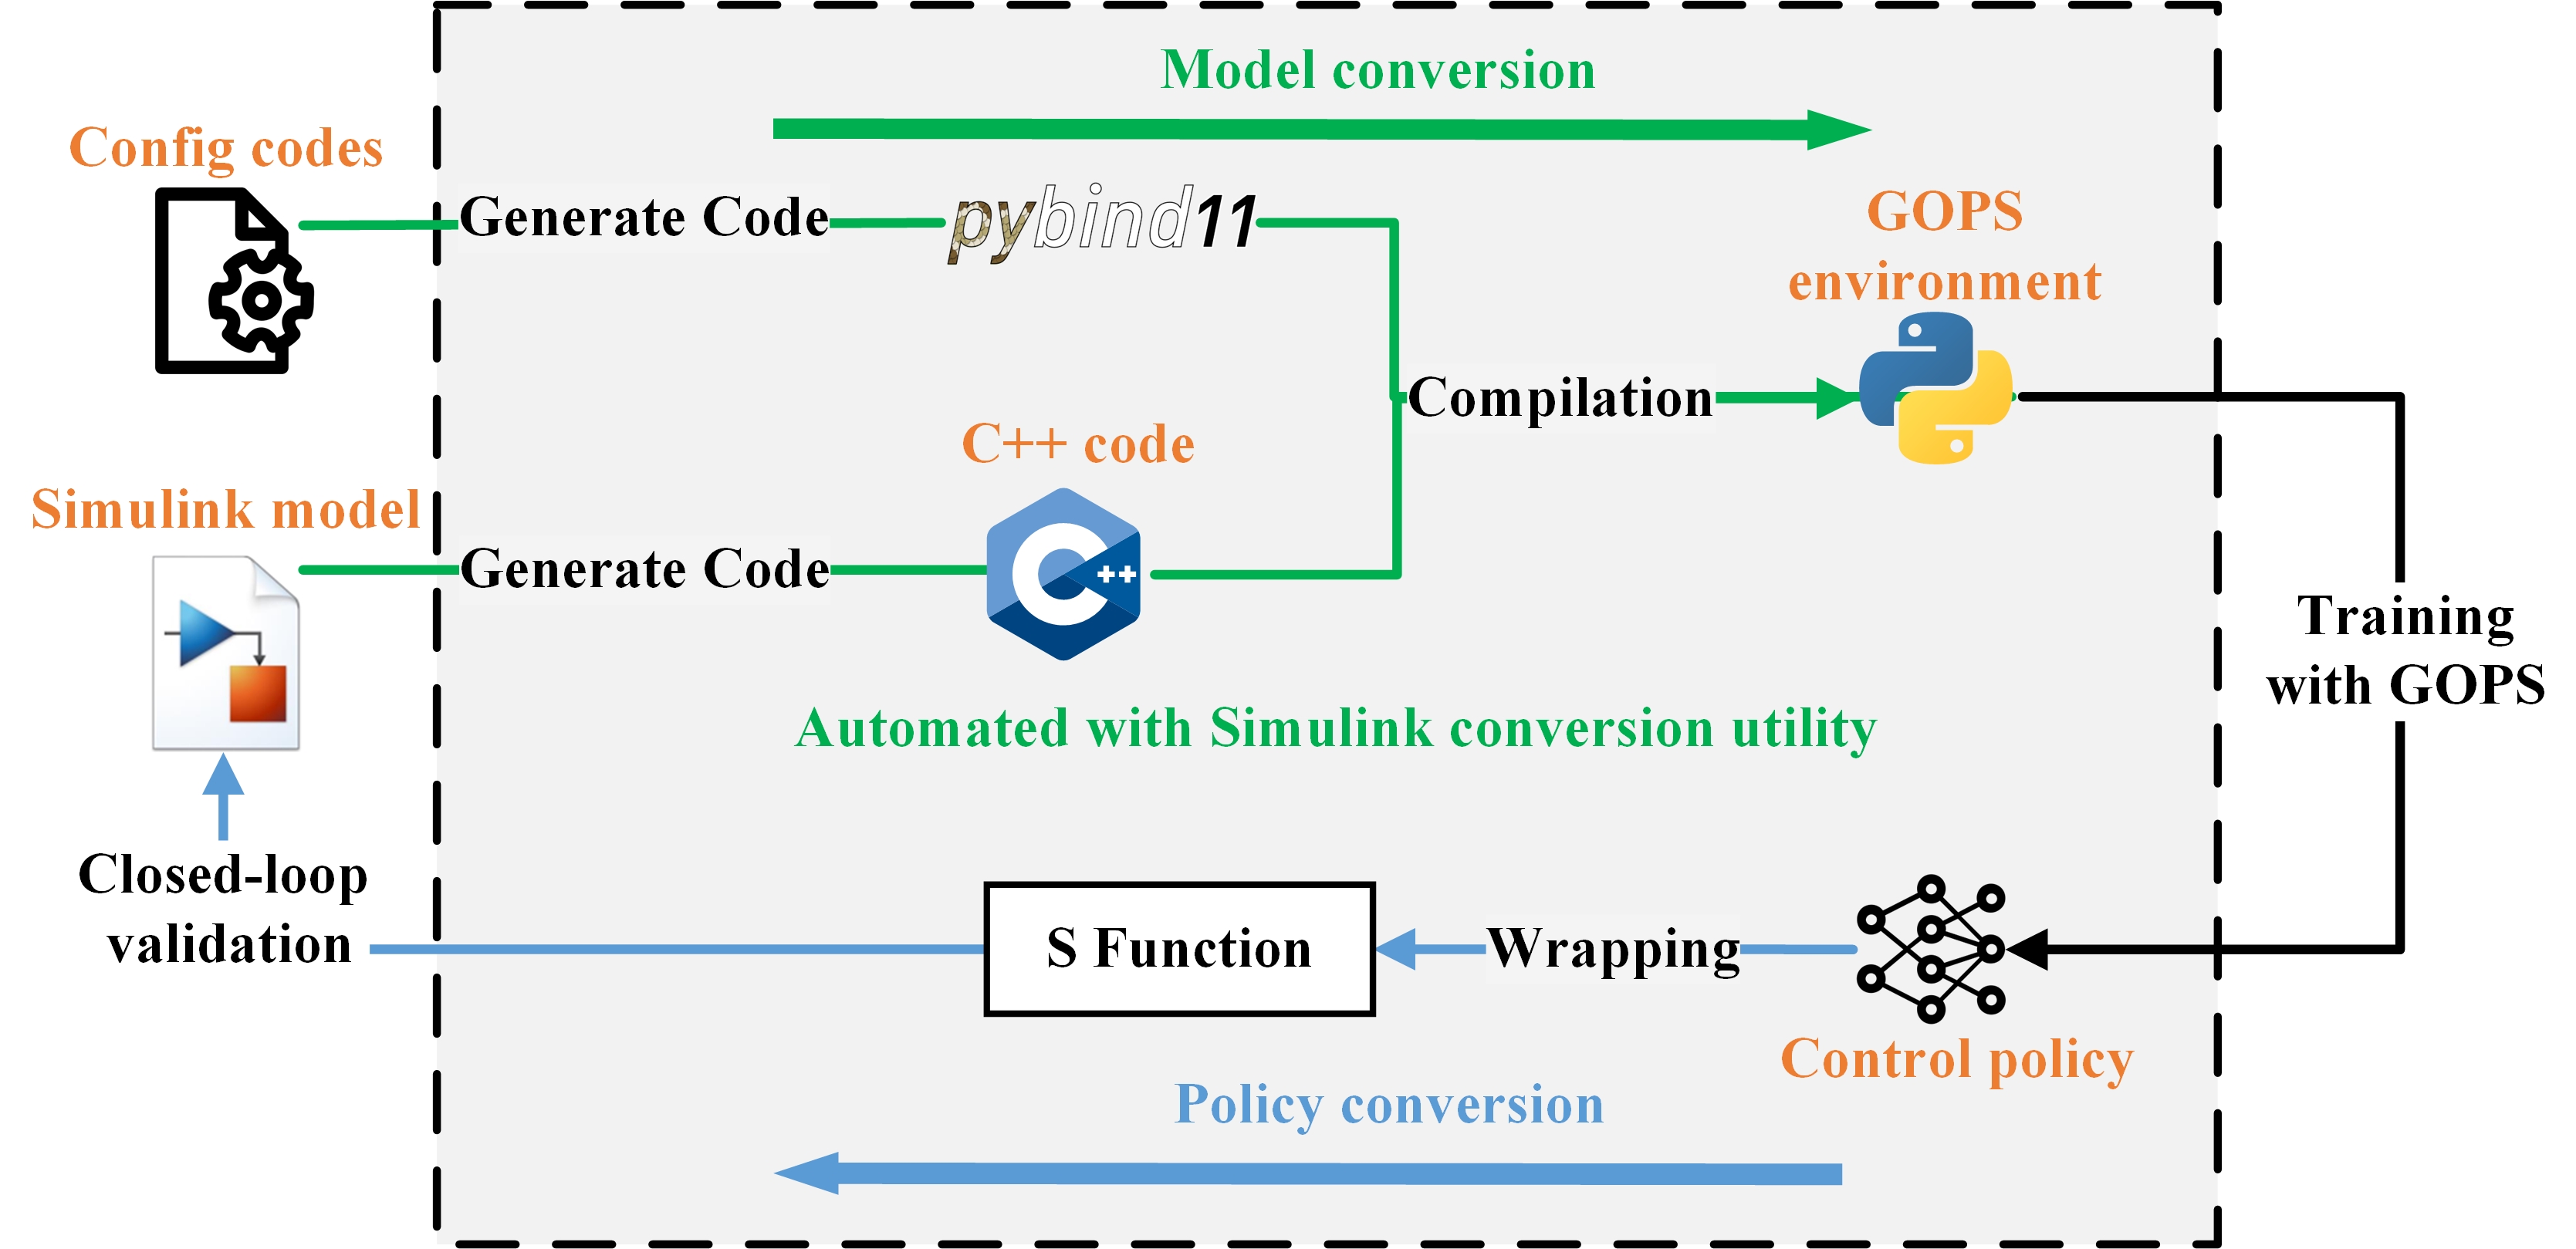 Model conversion
Config codes
Generate Code
pybind11
GOPS
environment
Compilation
C++ code
Simulink model
Generate Code
++
Training
with GOPS
Automated with Simulink conversion utility
Closed-loop
validation
S Function
Wrapping
Control policy
Policy conversion